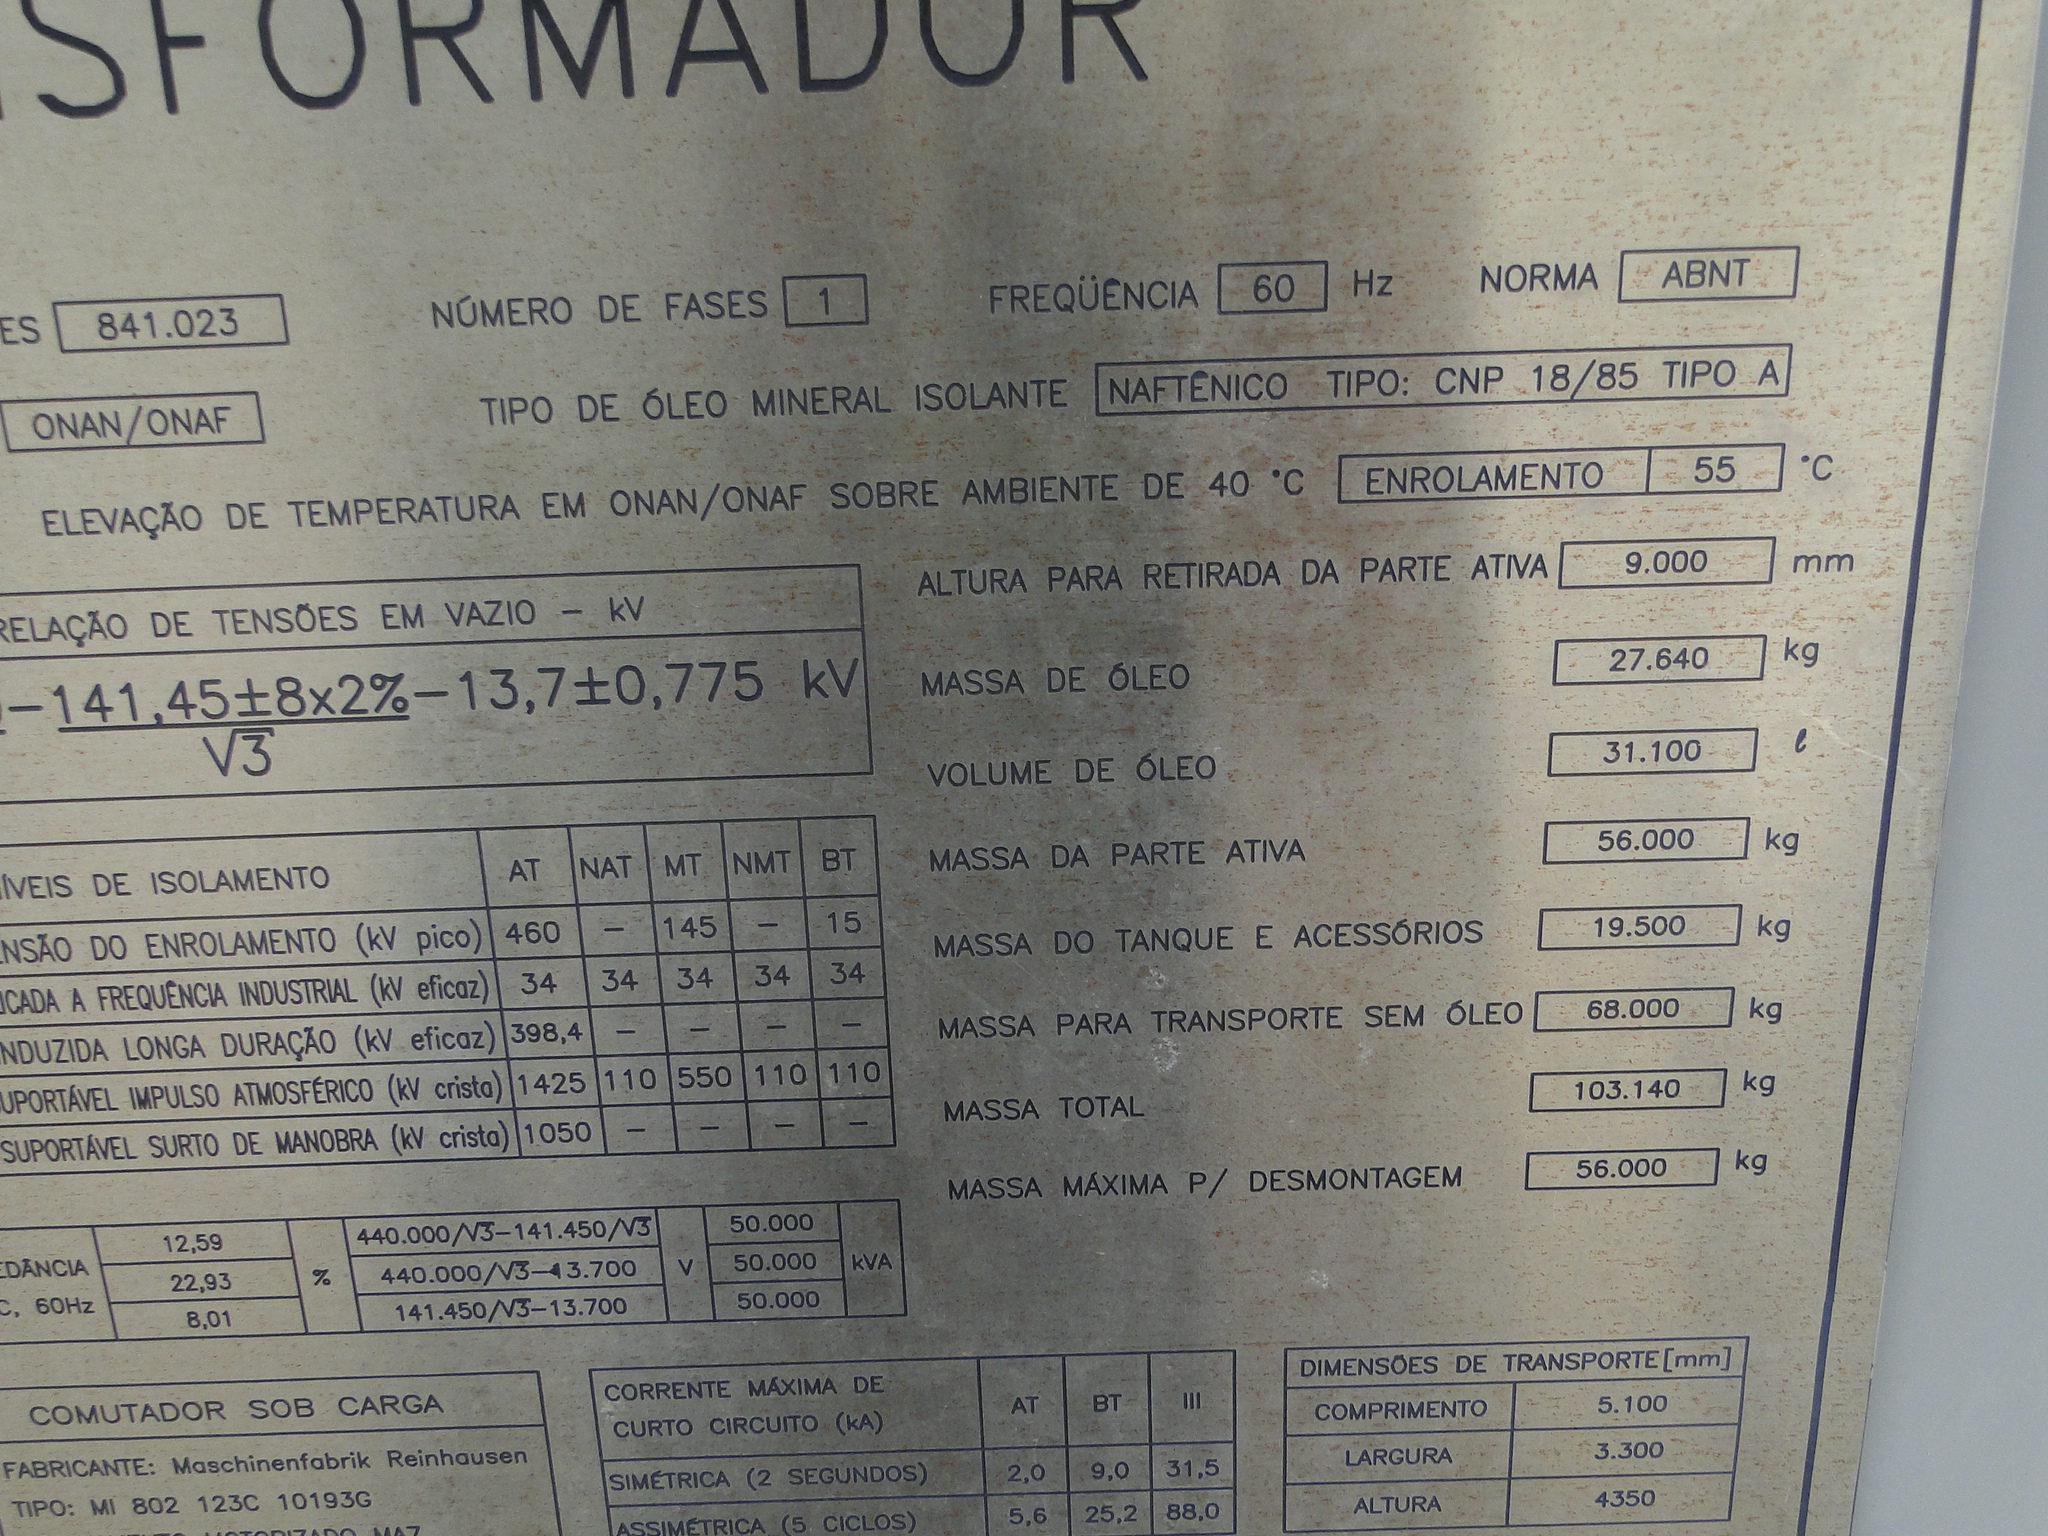 SFORMADOR
ES 841.023 NÚMERO DE FASES 1 FREQÜÊNCIA 60 Hz NORMA ABNT
ONAN/ONAF TIPO DE ÓLEO MINERAL ISOLANTE NAFTÊNICO TIPO: CNP 18/85 TIPO A
ELEVAÇÃO DE TEMPERATURA EM ONAN/ONAF SOBRE AMBIENTE DE 40 °C ENROLAMENTO 55 °C
RELAÇÃO DE TENSÕES EM VAZIO – kV
–141,45±8x2%–13,7±0,775 kV
√3
ALTURA PARA RETIRADA DA PARTE ATIVA 9.000 mm
MASSA DE ÓLEO 27.640 kg
VOLUME DE ÓLEO 31.100 ℓ
MASSA DA PARTE ATIVA 56.000 kg
MASSA DO TANQUE E ACESSÓRIOS 19.500 kg
MASSA PARA TRANSPORTE SEM ÓLEO 68.000 kg
MASSA TOTAL 103.140 kg
MASSA MÁXIMA P/ DESMONTAGEM 56.000 kg
ÍVEIS DE ISOLAMENTO AT NAT MT NMT BT
NSÃO DO ENROLAMENTO (kV pico) 460 – 145 – 15
ICADA A FREQUÊNCIA INDUSTRIAL (kV eficaz) 34 34 34 34 34
NDUZIDA LONGA DURAÇÃO (kV eficaz) 398,4 – – – –
UPORTÁVEL IMPULSO ATMOSFÉRICO (kV crista) 1425 110 550 110 110
SUPORTÁVEL SURTO DE MANOBRA (kV crista) 1050 – – – –
EDÂNCIA 12,59 % 440.000/√3–141.450/√3 V 50.000 kVA
22,93 440.000/√3–13.700 50.000
C, 60Hz 8,01 141.450/√3–13.700 50.000
COMUTADOR SOB CARGA
FABRICANTE: Maschinenfabrik Reinhausen
TIPO: MI 802 123C 10193G
MOTORIZADO MA7
CORRENTE MÁXIMA DE CURTO CIRCUITO (kA) AT BT III
SIMÉTRICA (2 SEGUNDOS) 2,0 9,0 31,5
ASSIMÉTRICA (5 CICLOS) 5,6 25,2 88,0
DIMENSÕES DE TRANSPORTE[mm]
COMPRIMENTO 5.100
LARGURA 3.300
ALTURA 4350